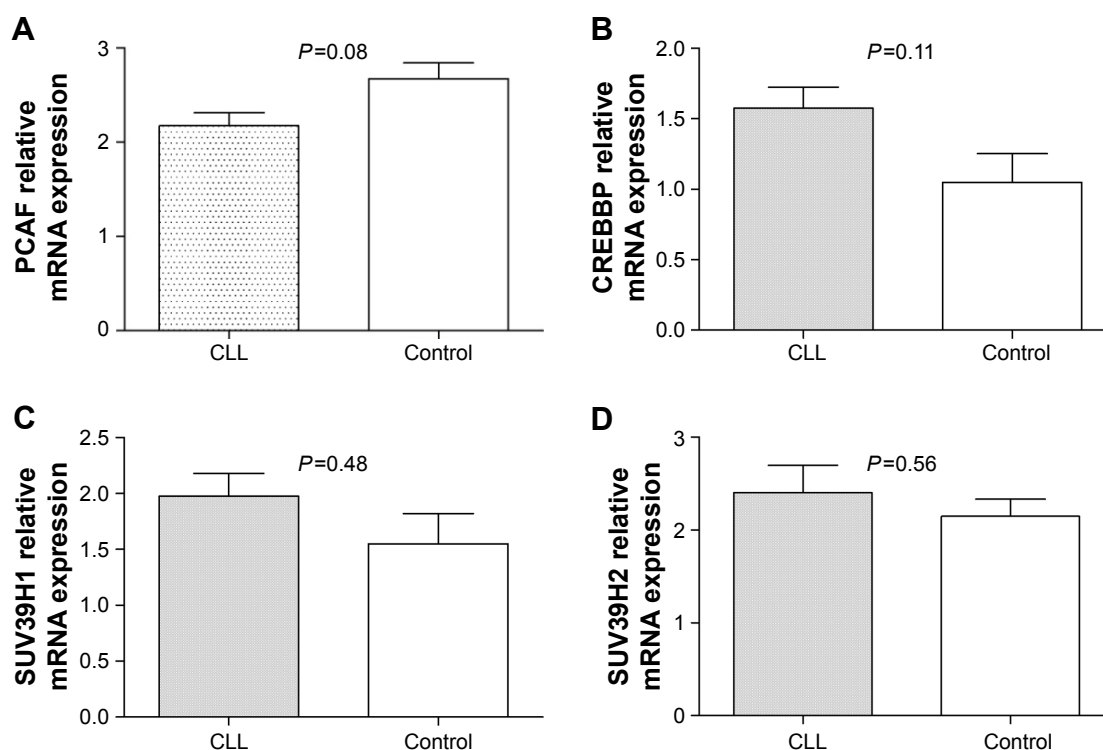 A
PCAF relative
mRNA expression
3
2
1
0
P=0.08
CLL
Control
B
CREBBP relative
mRNA expression
2.0
1.5
1.0
0.5
0.0
P=0.11
CLL
Control
C
SUV39H1 relative
mRNA expression
2.5
2.0
1.5
1.0
0.5
0.0
P=0.48
CLL
Control
D
SUV39H2 relative
mRNA expression
3
2
1
0
P=0.56
CLL
Control